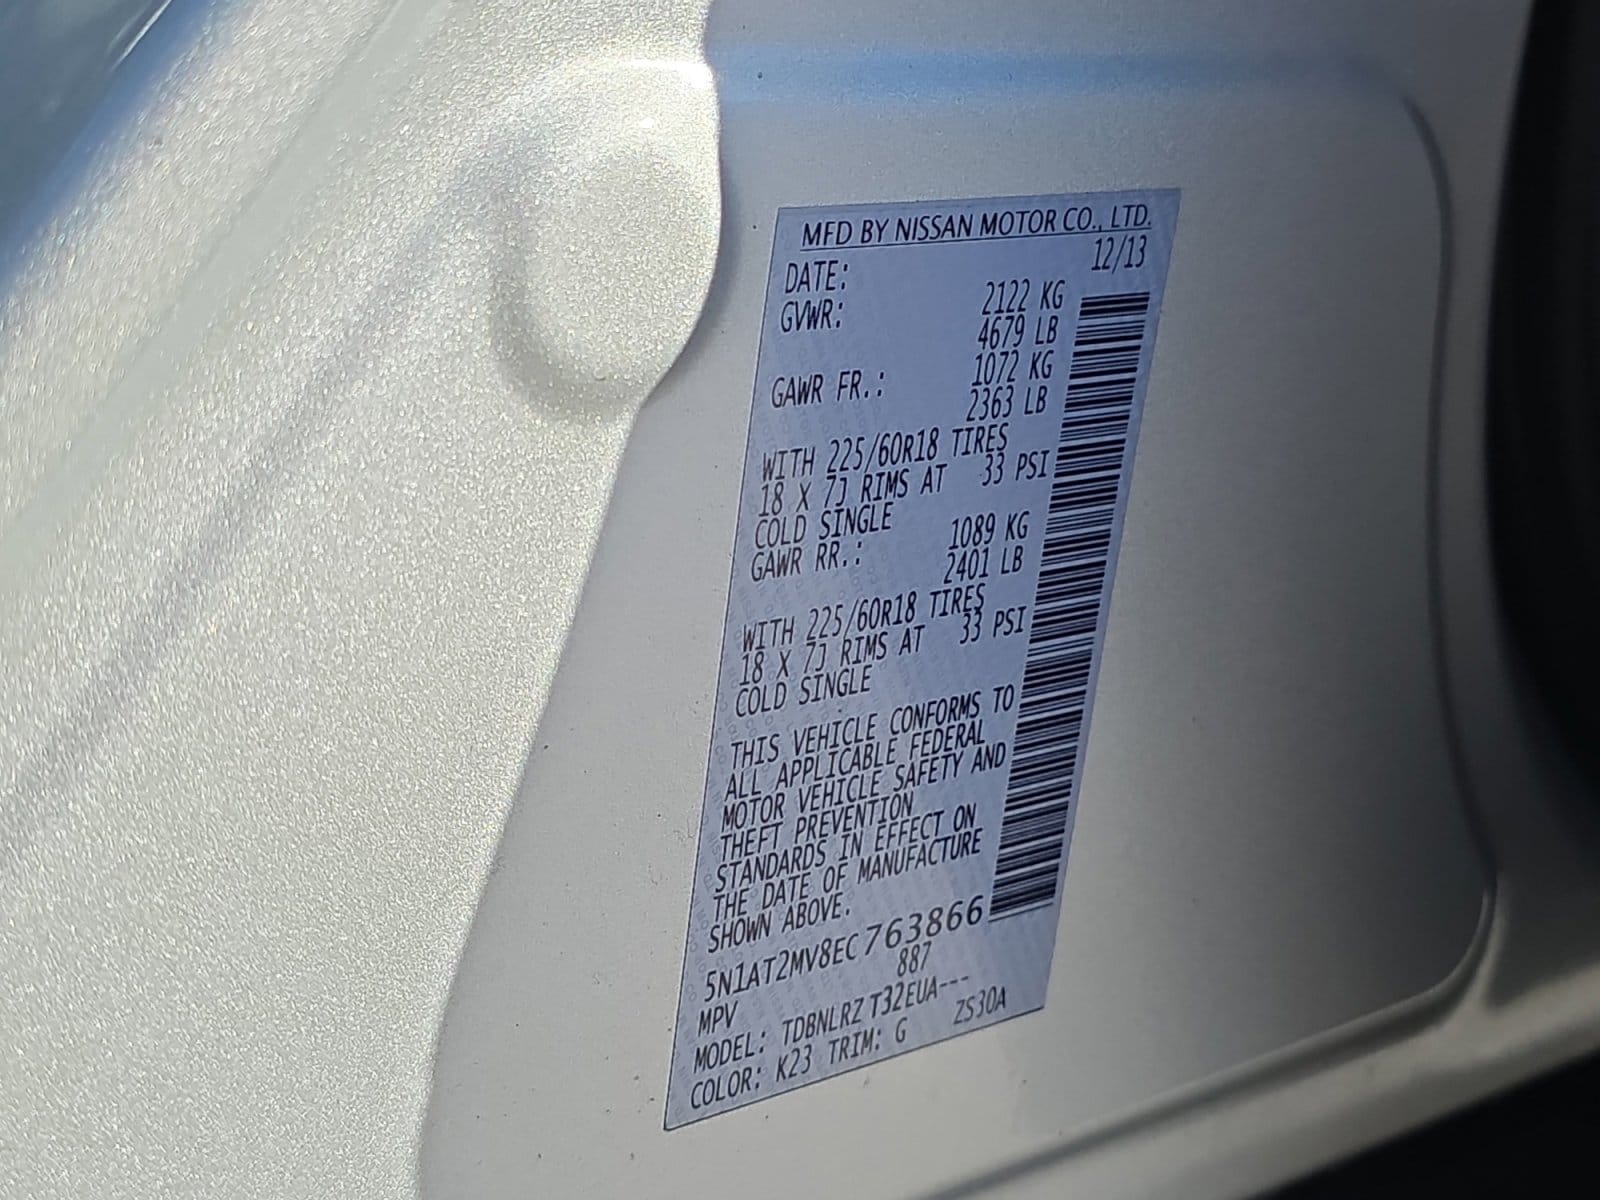 MFD BY NISSAN MOTOR CO., LTD.
DATE: 12/13
GVWR: 2122 KG
4679 LB
GAWR FR.: 1072 KG
2363 LB
WITH 225/60R18 TIRES
18 X 7J RIMS AT 33 PSI
COLD SINGLE
GAWR RR.: 1089 KG
2401 LB
WITH 225/60R18 TIRES
18 X 7J RIMS AT 33 PSI
COLD SINGLE
THIS VEHICLE CONFORMS TO
ALL APPLICABLE FEDERAL
MOTOR VEHICLE SAFETY AND
THEFT PREVENTION
STANDARDS IN EFFECT ON
THE DATE OF MANUFACTURE
SHOWN ABOVE.
5N1AT2MV8EC763866
MPV 887
MODEL: TDBNLRZ T32EUA---
COLOR: K23 TRIM: G ZS30A